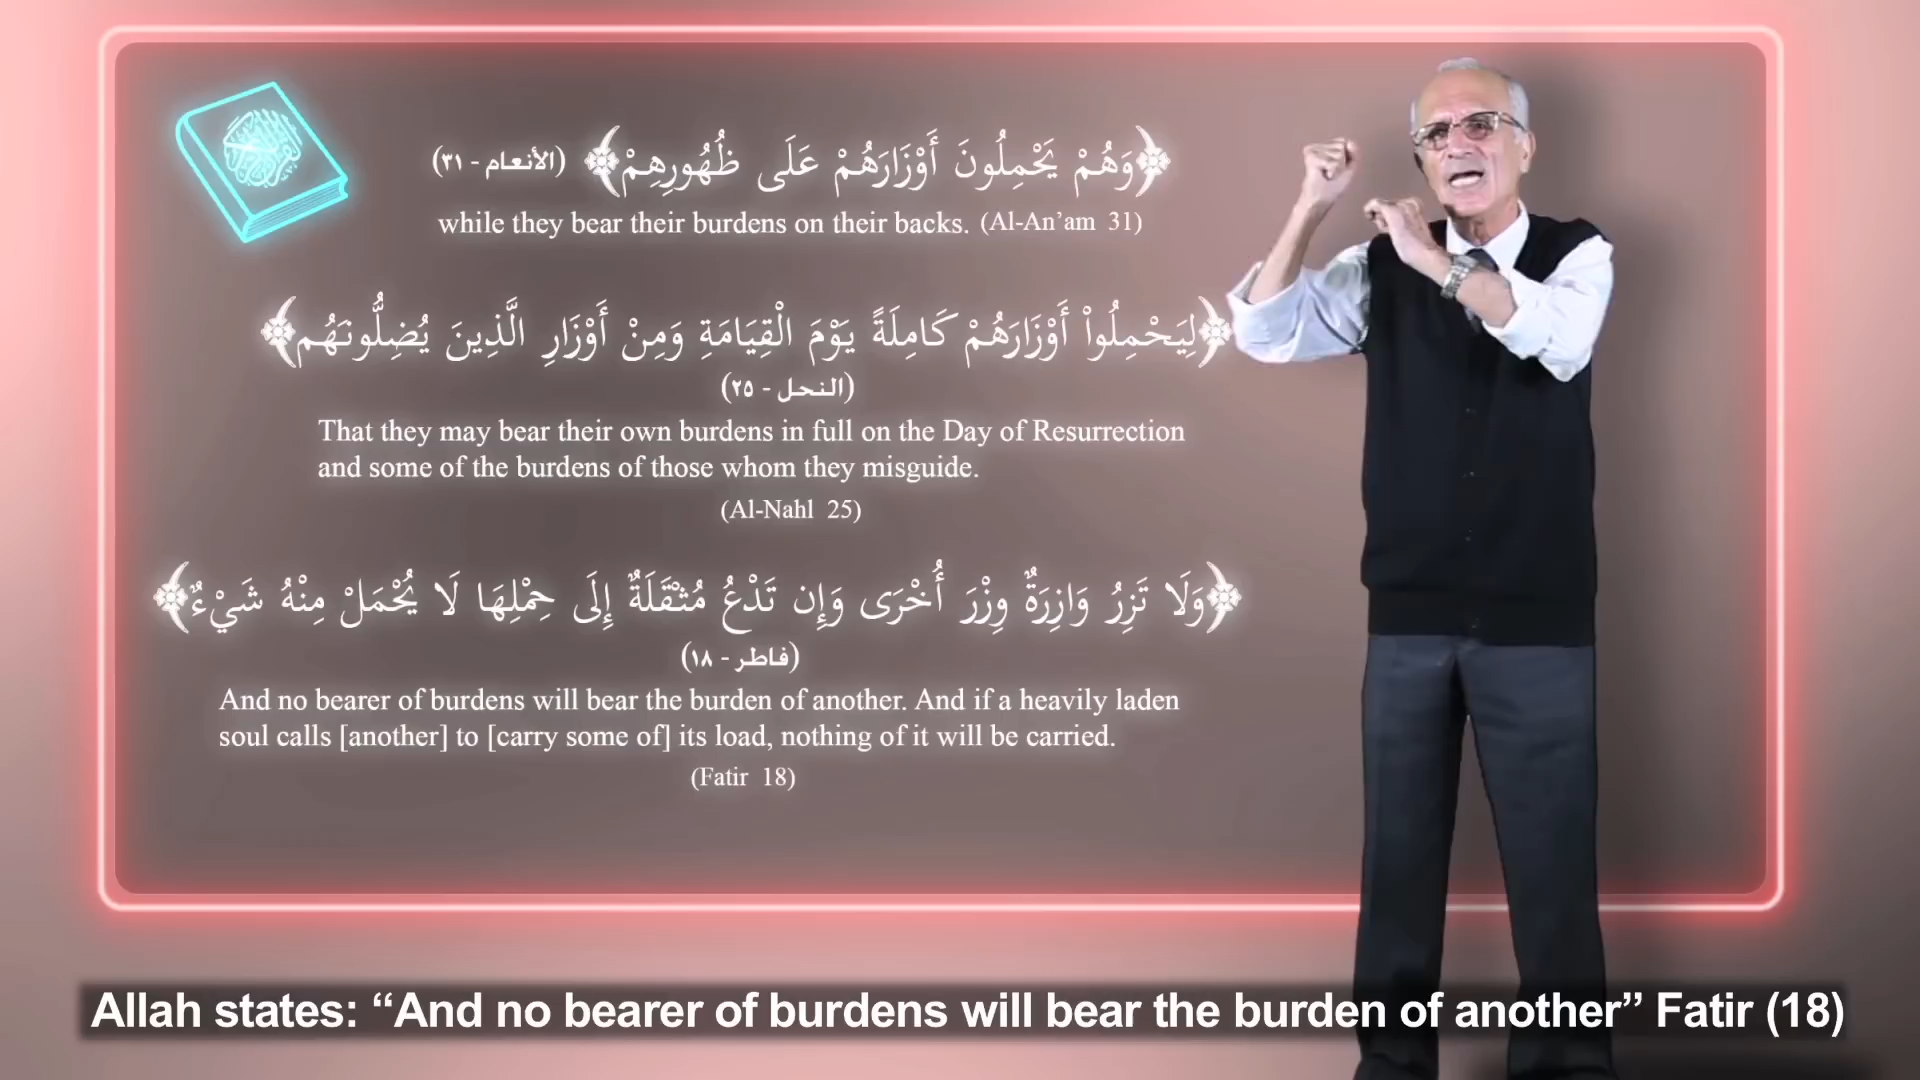 ﴿وَهُمْ يَحْمِلُونَ أَوْزَارَهُمْ عَلَى ظُهُورِهِمْ﴾ (الأنعام - ٣١)
while they bear their burdens on their backs. (Al-An’am 31)
﴿لِيَحْمِلُواْ أَوْزَارَهُمْ كَامِلَةً يَوْمَ الْقِيَامَةِ وَمِنْ أَوْزَارِ الَّذِينَ يُضِلُّونَهُم﴾
(النحل - ٢٥)
That they may bear their own burdens in full on the Day of Resurrection
and some of the burdens of those whom they misguide.
(Al-Nahl 25)
﴿وَلَا تَزِرُ وَازِرَةٌ وِزْرَ أُخْرَى وَإِن تَدْعُ مُثْقَلَةٌ إِلَى حِمْلِهَا لَا يُحْمَلْ مِنْهُ شَيْءٌ﴾
(فاطر - ١٨)
And no bearer of burdens will bear the burden of another. And if a heavily laden
soul calls [another] to [carry some of] its load, nothing of it will be carried.
(Fatir 18)
Allah states: “And no bearer of burdens will bear the burden of another” Fatir (18)